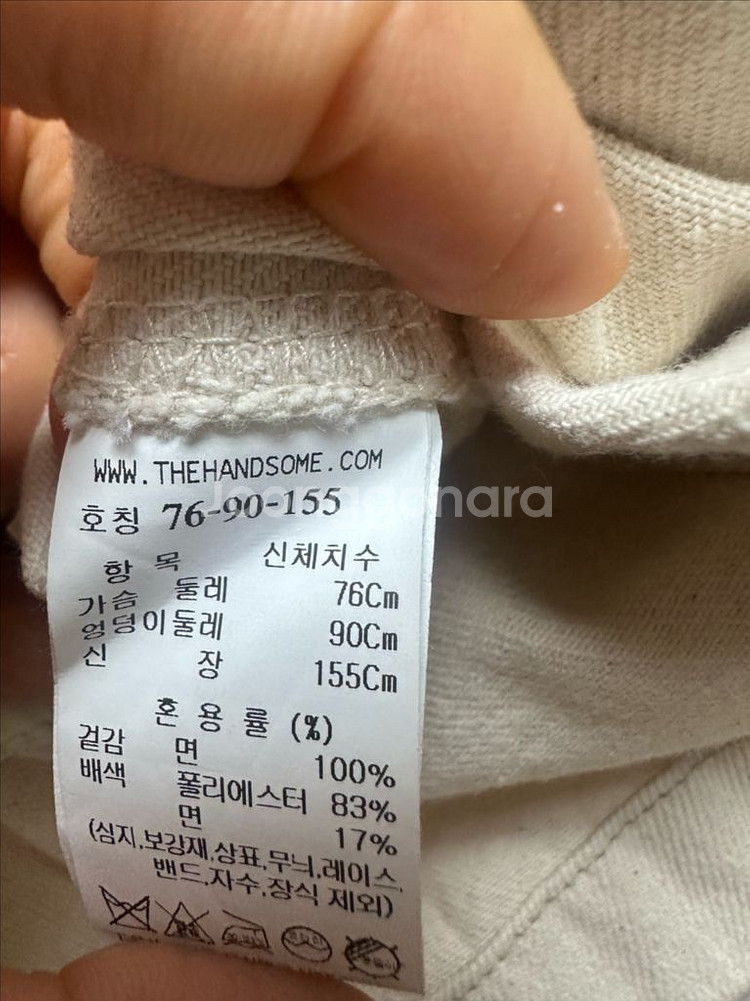 WWW.THEHANDSOME.COM
Joonggonara
호칭 76-90-155
항 목 신체치수
가슴 둘레 76Cm
엉덩이둘레 90Cm
신 장 155Cm
혼 용 률 (%)
겉감 면 100%
배색 폴리에스터 83%
면 17%
(심지,보강재,상표,무늬,레이스,
밴드,자수,장식 제외)